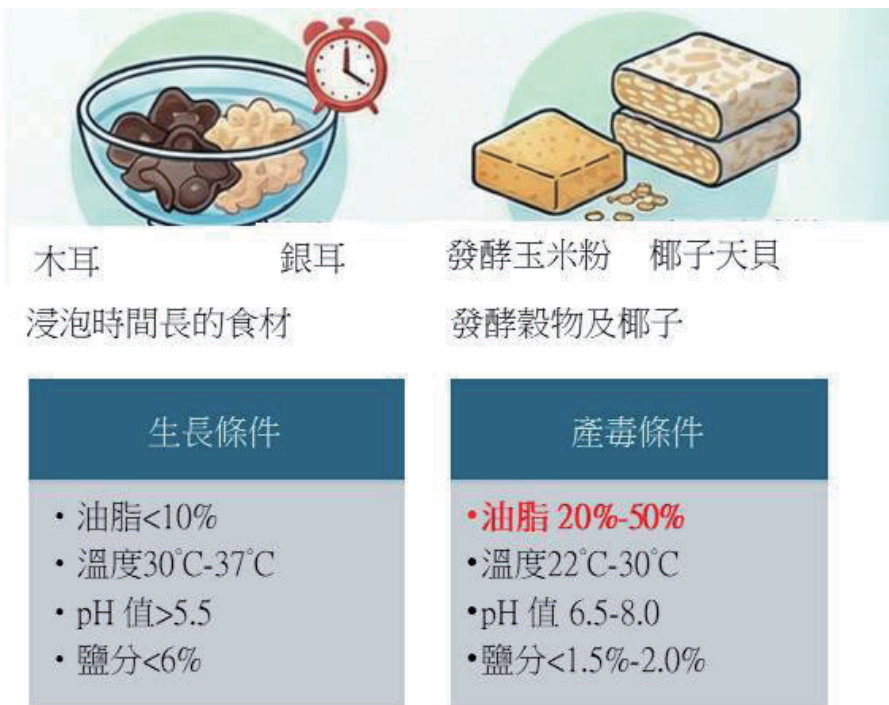 木耳 銀耳 發酵玉米粉 椰子天貝
浸泡時間長的食材 發酵穀物及椰子
生長條件
・油脂<10%
・溫度30℃-37℃
・pH 值>5.5
・鹽分<6%
產毒條件
•油脂 20%-50%
•溫度22℃-30℃
•pH 值 6.5-8.0
•鹽分<1.5%-2.0%